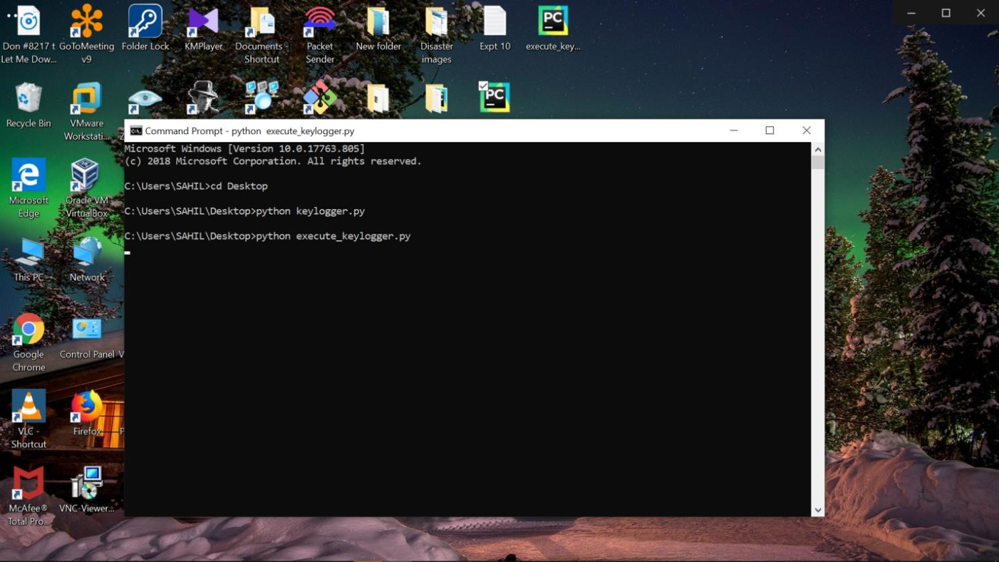 Don #8217 t
Let Me Dow...
GoToMeeting
v9
Folder Lock
KMPlayer
Documents -
Shortcut
Packet
Sender
New folder
Disaster
images
Expt 10
execute_key...
PC
PC
Recycle Bin
VMware
Workstati...
Command Prompt - python  execute_keylogger.py
Microsoft Windows [Version 10.0.17763.805]
(c) 2018 Microsoft Corporation. All rights reserved.
C:\Users\SAHIL>cd Desktop
C:\Users\SAHIL\Desktop>python keylogger.py
C:\Users\SAHIL\Desktop>python execute_keylogger.py
Microsoft
Edge
Oracle VM
VirtualBox
This PC
Network
Google
Chrome
Control Panel
VLC -
Shortcut
Firefox
McAfee®
Total Pro...
VNC-Viewer...